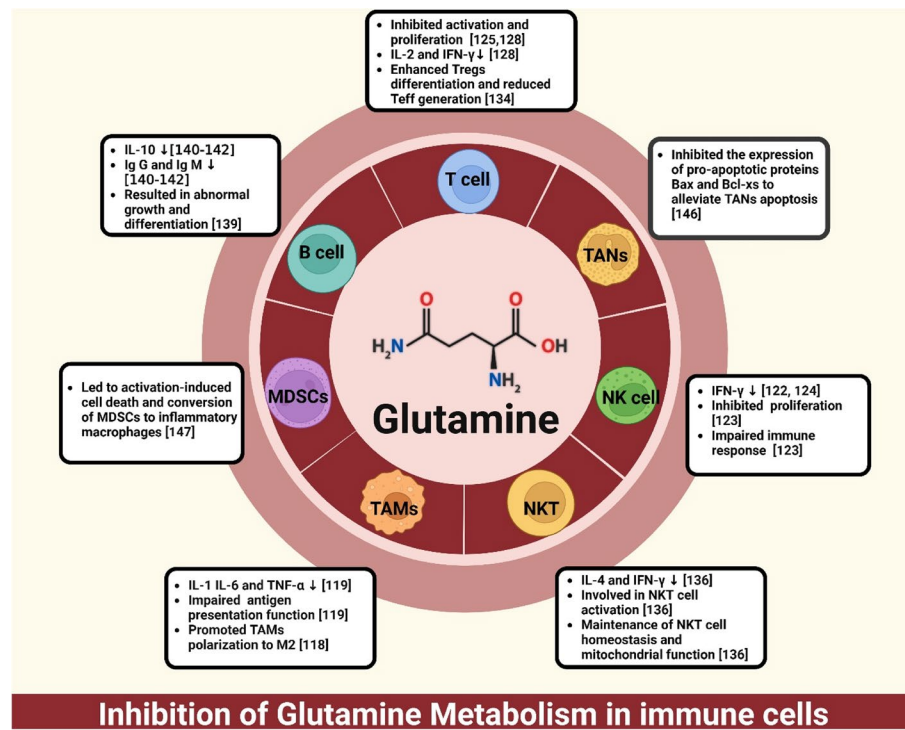 • Inhibited activation and
proliferation [125,128]
• IL-2 and IFN-γ↓ [128]
• Enhanced Tregs
differentiation and reduced
Teff generation [134]
• IL-10 ↓[140-142]
• Ig G and Ig M ↓
[140-142]
• Resulted in abnormal
growth and
differentiation [139]
• Inhibited the expression
of pro-apoptotic proteins
Bax and Bcl-xs to
alleviate TANs apoptosis
[146]
T cell
B cell
TANs
O
O
H₂N
OH
NH₂
Glutamine
MDSCs
NK cell
TAMs
NKT
• Led to activation-induced
cell death and conversion
of MDSCs to inflammatory
macrophages [147]
• IFN-γ ↓ [122, 124]
• Inhibited proliferation
[123]
• Impaired immune
response [123]
• IL-1 IL-6 and TNF-α ↓ [119]
• Impaired antigen
presentation function [119]
• Promoted TAMs
polarization to M2 [118]
• IL-4 and IFN-γ ↓ [136]
• Involved in NKT cell
activation [136]
• Maintenance of NKT cell
homeostasis and
mitochondrial function [136]
Inhibition of Glutamine Metabolism in immune cells